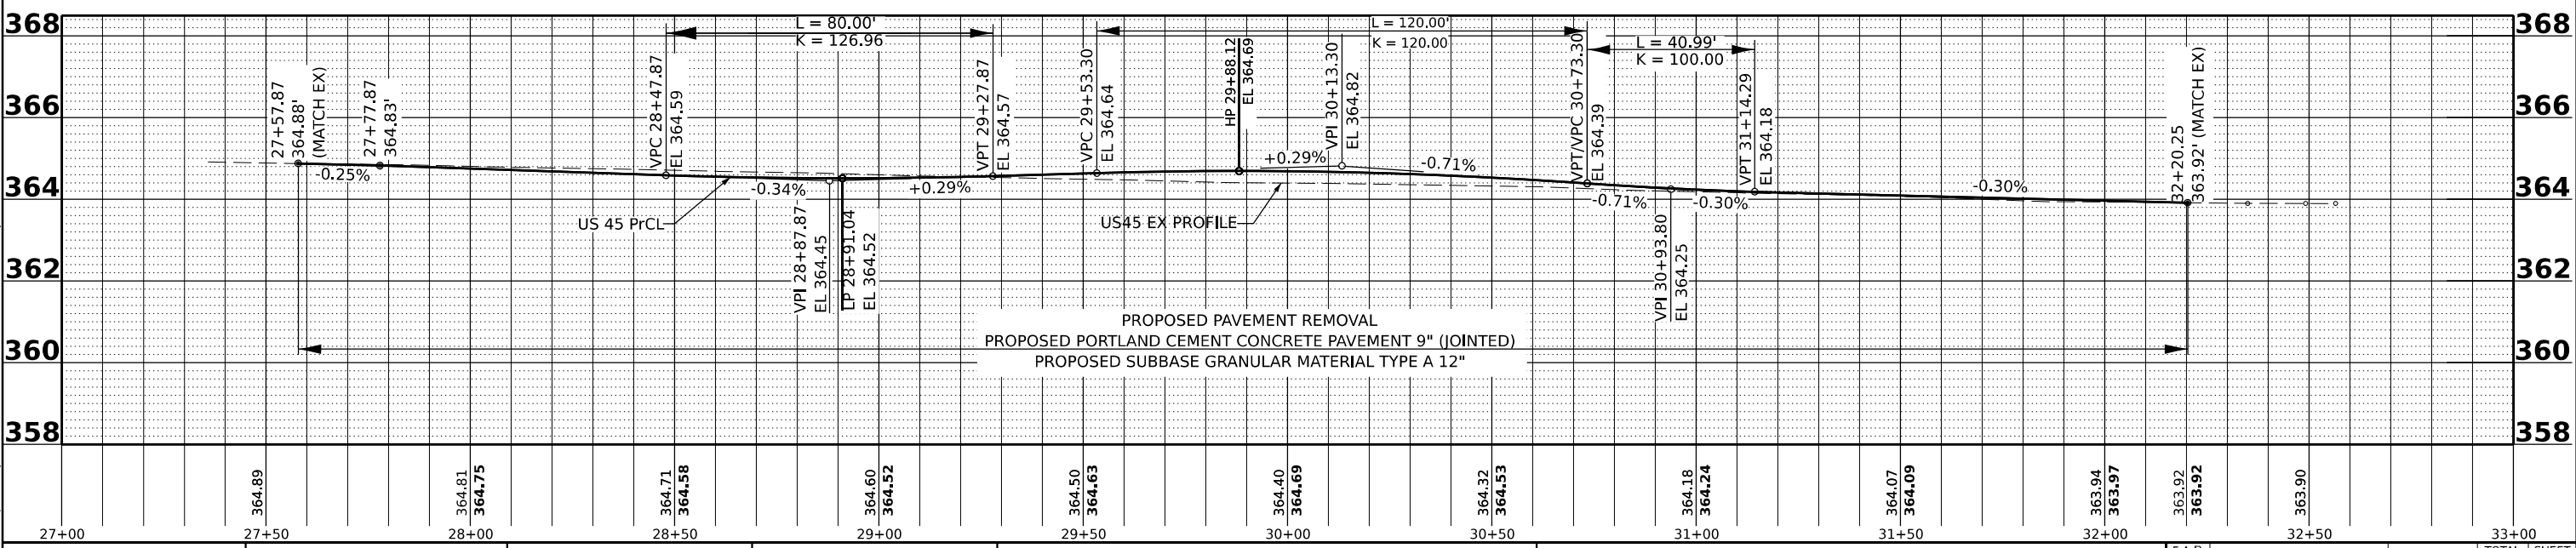 368
366
364
362
360
358
368
366
364
362
360
358
27+57.87
364.88'
(MATCH EX)
27+77.87
364.83'
-0.25%
VPC 28+47.87
EL 364.59
L = 80.00'
K = 126.96
US 45 PrCL
-0.34%
VPI 28+87.87
EL 364.45
LP 28+91.04
EL 364.52
+0.29%
VPT 29+27.87
EL 364.57
VPC 29+53.30
EL 364.64
L = 120.00'
K = 120.00
HP 29+88.12
EL 364.69
+0.29%
VPI 30+13.30
EL 364.82
-0.71%
US45 EX PROFILE
VPT/VPC 30+73.30
EL 364.39
L = 40.99'
K = 100.00
-0.71%
VPI 30+93.80
EL 364.25
-0.30%
VPT 31+14.29
EL 364.18
-0.30%
32+20.25
363.92' (MATCH EX)
PROPOSED PAVEMENT REMOVAL
PROPOSED PORTLAND CEMENT CONCRETE PAVEMENT 9" (JOINTED)
PROPOSED SUBBASE GRANULAR MATERIAL TYPE A 12"
364.89
364.81
364.75
364.71
364.58
364.60
364.52
364.50
364.63
364.40
364.69
364.32
364.53
364.18
364.24
364.07
364.09
363.94
363.97
363.92
363.92
363.90
27+00
27+50
28+00
28+50
29+00
29+50
30+00
30+50
31+00
31+50
32+00
32+50
33+00